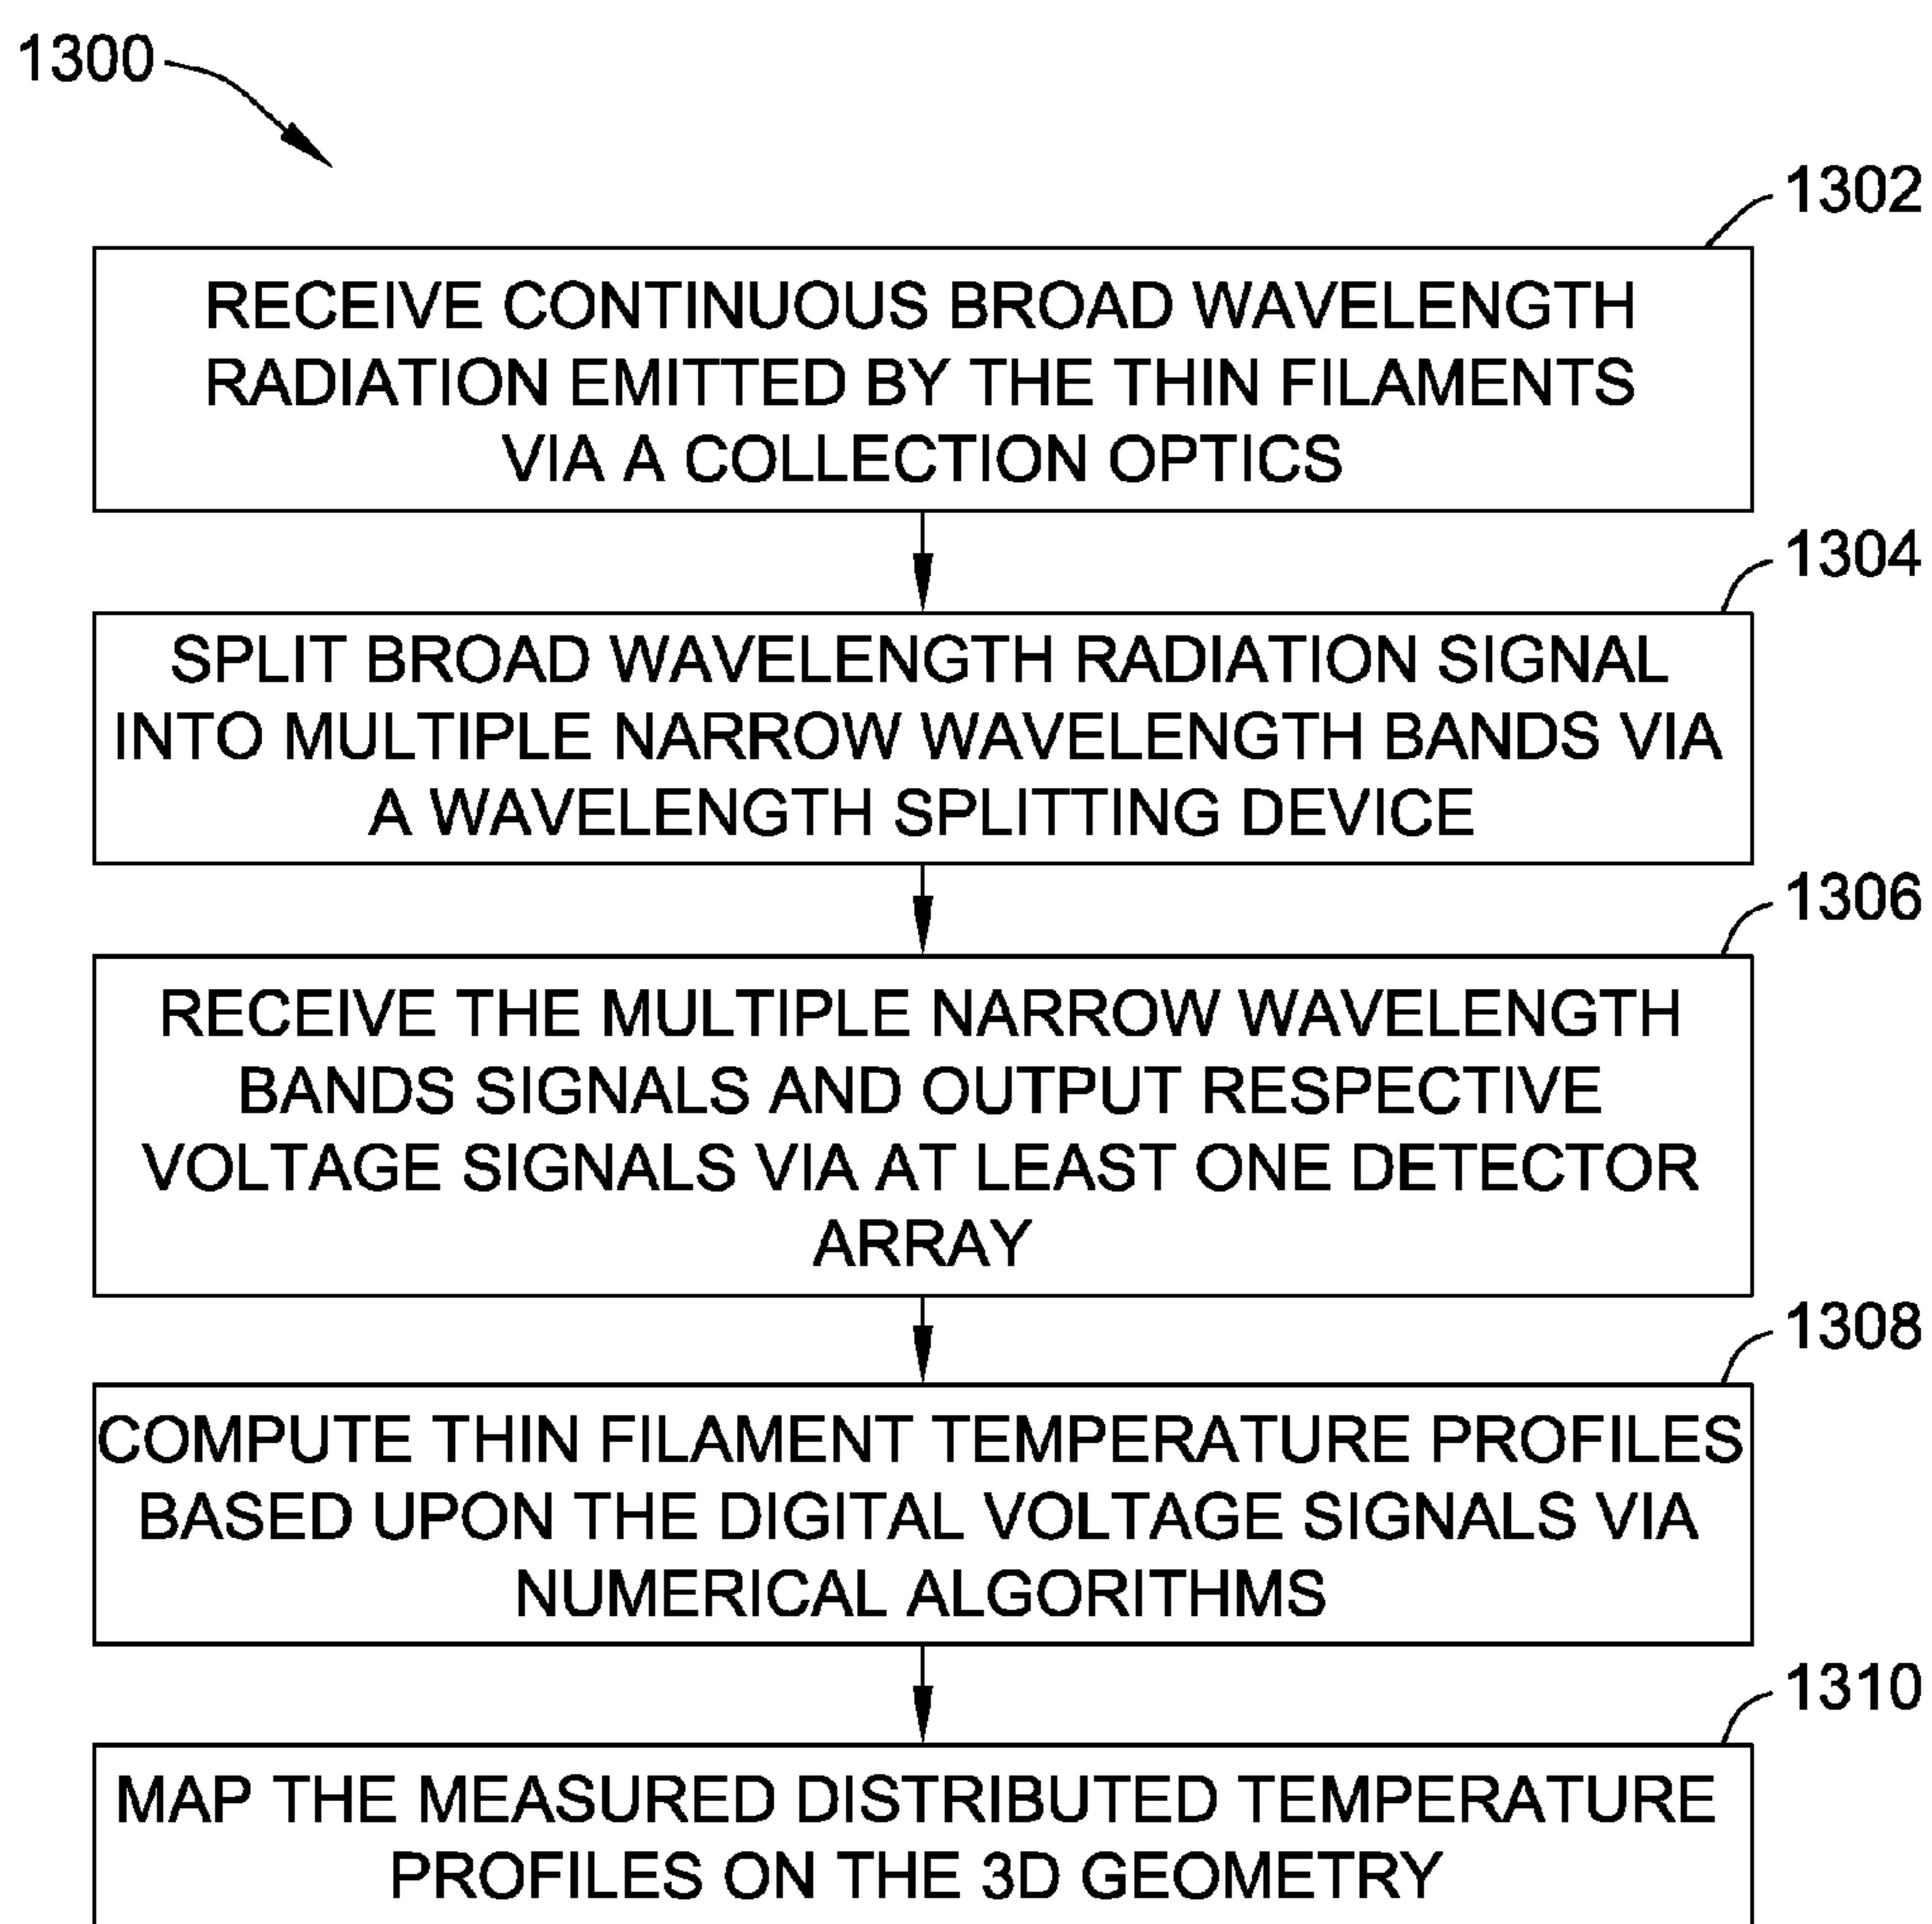 1300
1302
RECEIVE CONTINUOUS BROAD WAVELENGTH
RADIATION EMITTED BY THE THIN FILAMENTS
VIA A COLLECTION OPTICS
1304
SPLIT BROAD WAVELENGTH RADIATION SIGNAL
INTO MULTIPLE NARROW WAVELENGTH BANDS VIA
A WAVELENGTH SPLITTING DEVICE
1306
RECEIVE THE MULTIPLE NARROW WAVELENGTH
BANDS SIGNALS AND OUTPUT RESPECTIVE
VOLTAGE SIGNALS VIA AT LEAST ONE DETECTOR
ARRAY
1308
COMPUTE THIN FILAMENT TEMPERATURE PROFILES
BASED UPON THE DIGITAL VOLTAGE SIGNALS VIA
NUMERICAL ALGORITHMS
1310
MAP THE MEASURED DISTRIBUTED TEMPERATURE
PROFILES ON THE 3D GEOMETRY